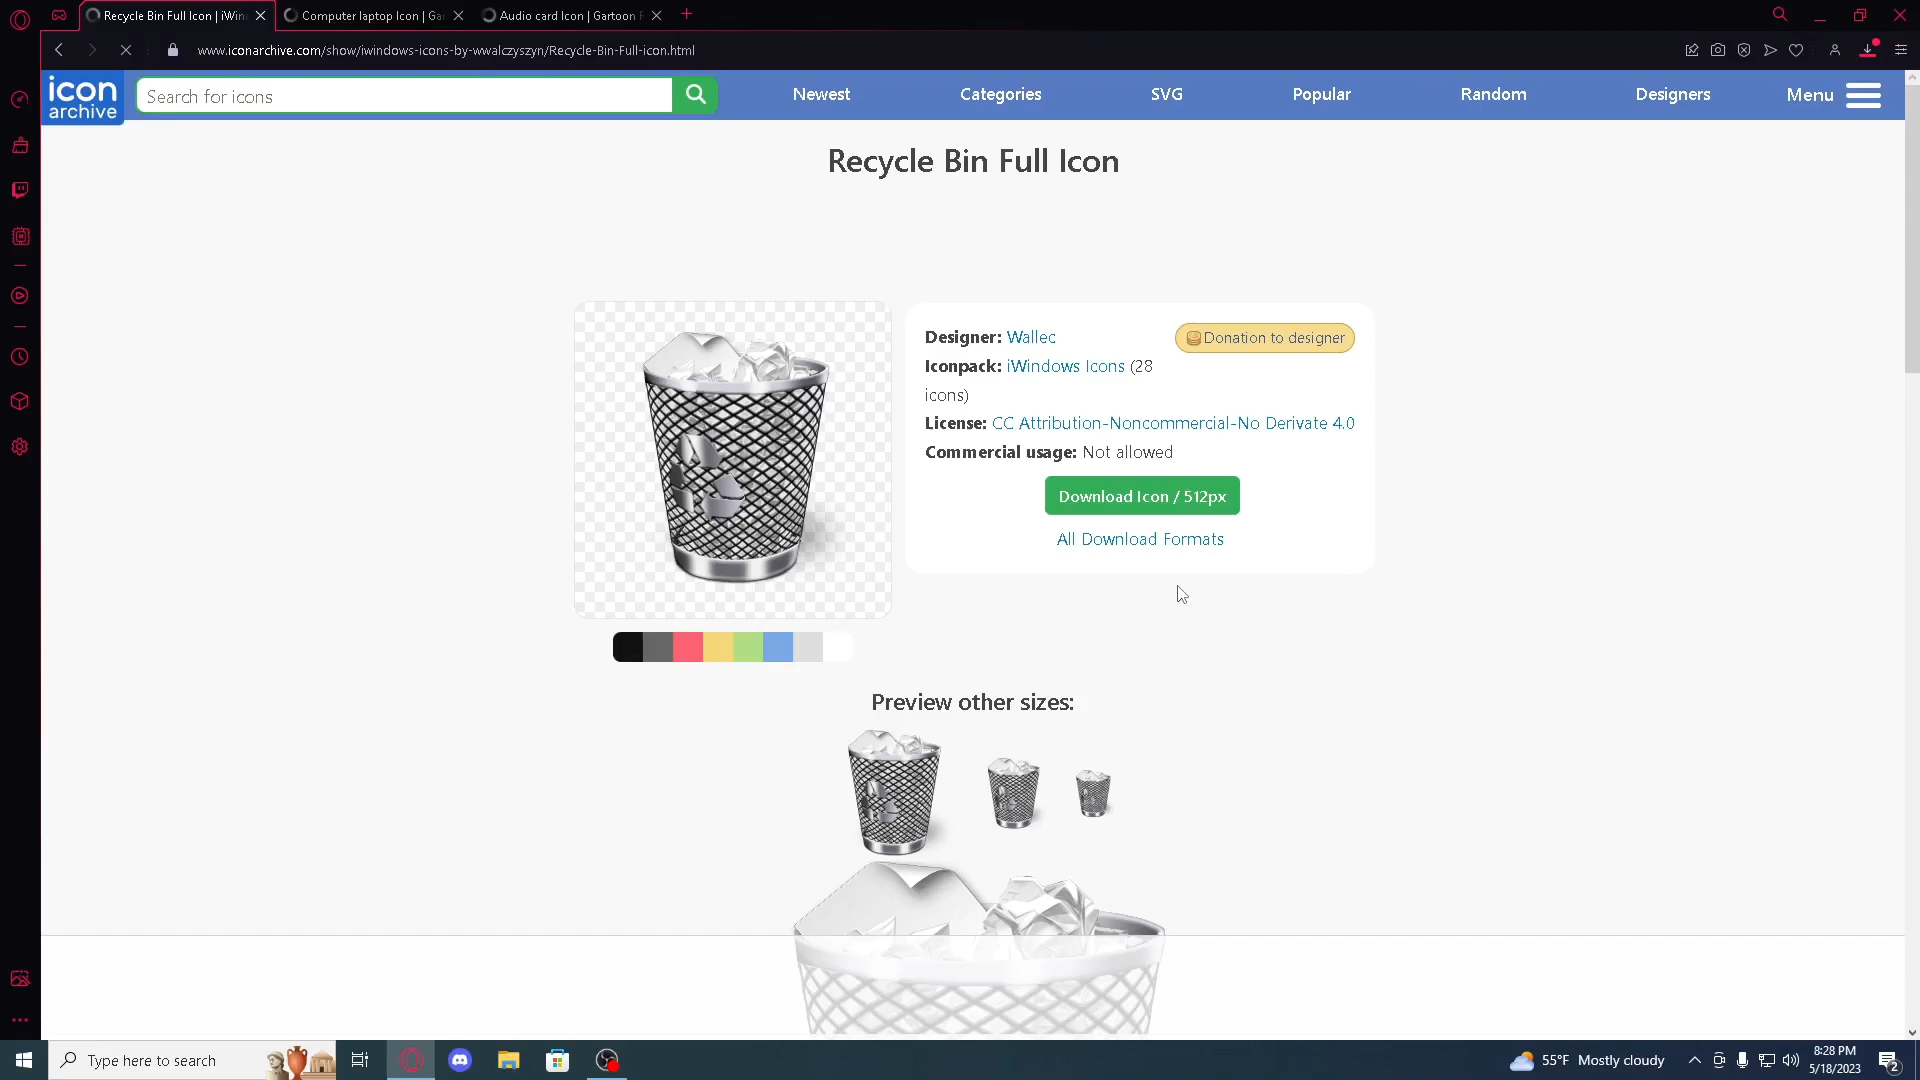 Recycle Bin Full Icon | iWin
Computer laptop Icon | Ga
Audio card Icon | Gartoon
www.iconarchive.com/show/iwindows-icons-by-wwalczyszyn/Recycle-Bin-Full-icon.html
icon
archive
Search for icons
Newest
Categories
SVG
Popular
Random
Designers
Menu
Recycle Bin Full Icon
Designer: Wallec
Donation to designer
Iconpack: iWindows Icons (28
icons)
License: CC Attribution-Noncommercial-No Derivate 4.0
Commercial usage: Not allowed
Download Icon / 512px
All Download Formats
Preview other sizes:
Type here to search
55°F Mostly cloudy
8:28 PM
5/18/2023
2